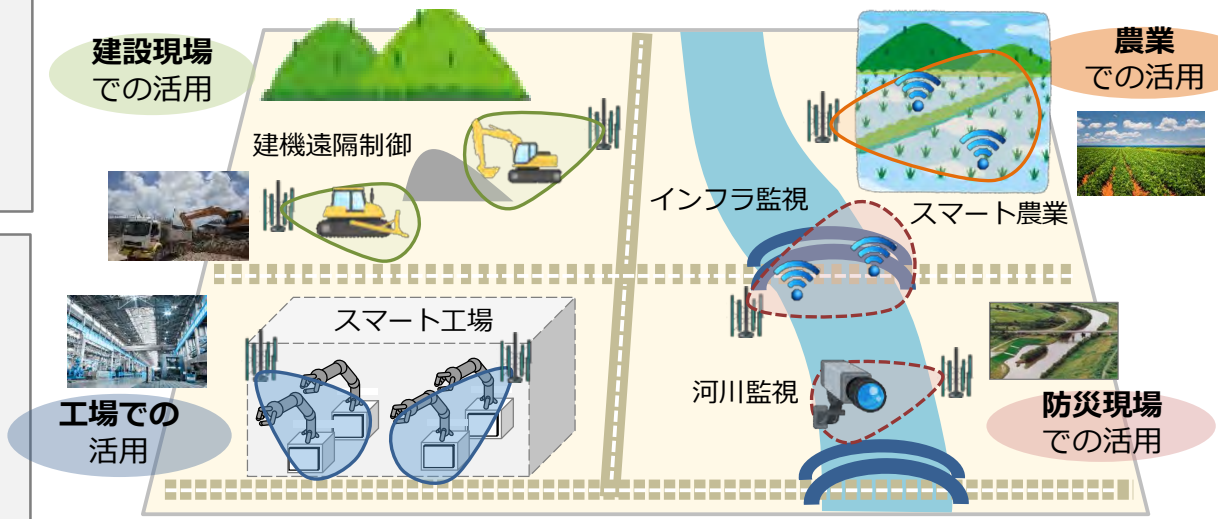 建設現場
での活用
農業
での活用
建機遠隔制御
インフラ監視
スマート農業
スマート工場
河川監視
工場での
活用
防災現場
での活用